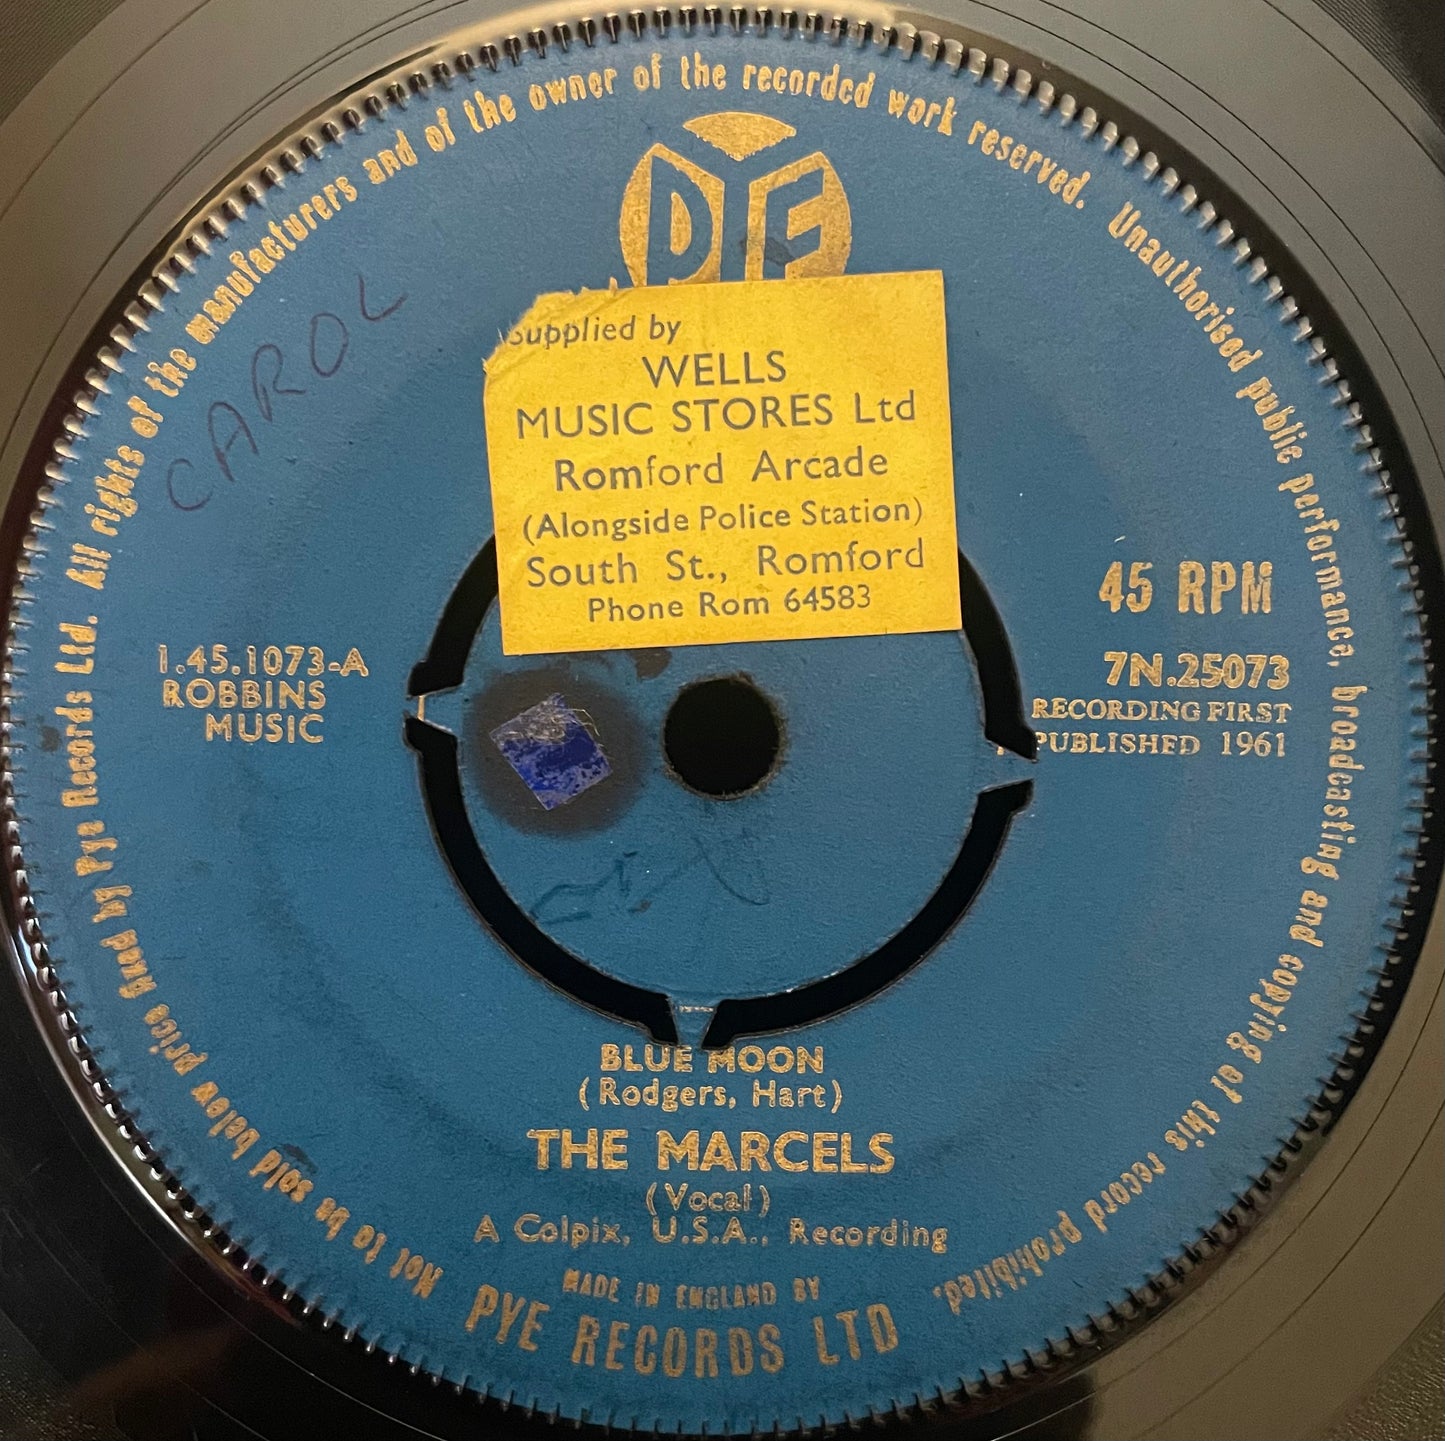 Not to be sold below price fixed by Pye Records Ltd. All rights of the manufacturers and of the owner of the recorded work reserved. Unauthorised public performance, broadcasting and copying of this record prohibited.
PYE
CAROL
Supplied by
WELLS
MUSIC STORES Ltd
Romford Arcade
(Alongside Police Station)
South St., Romford
Phone Rom 64583
45 RPM
1.45.1073-A
ROBBINS
MUSIC
7N.25073
RECORDING FIRST
PUBLISHED 1961
BLUE MOON
(Rodgers, Hart)
THE MARCELS
(Vocal)
A Colpix, U.S.A., Recording
MADE IN ENGLAND BY
PYE RECORDS LTD